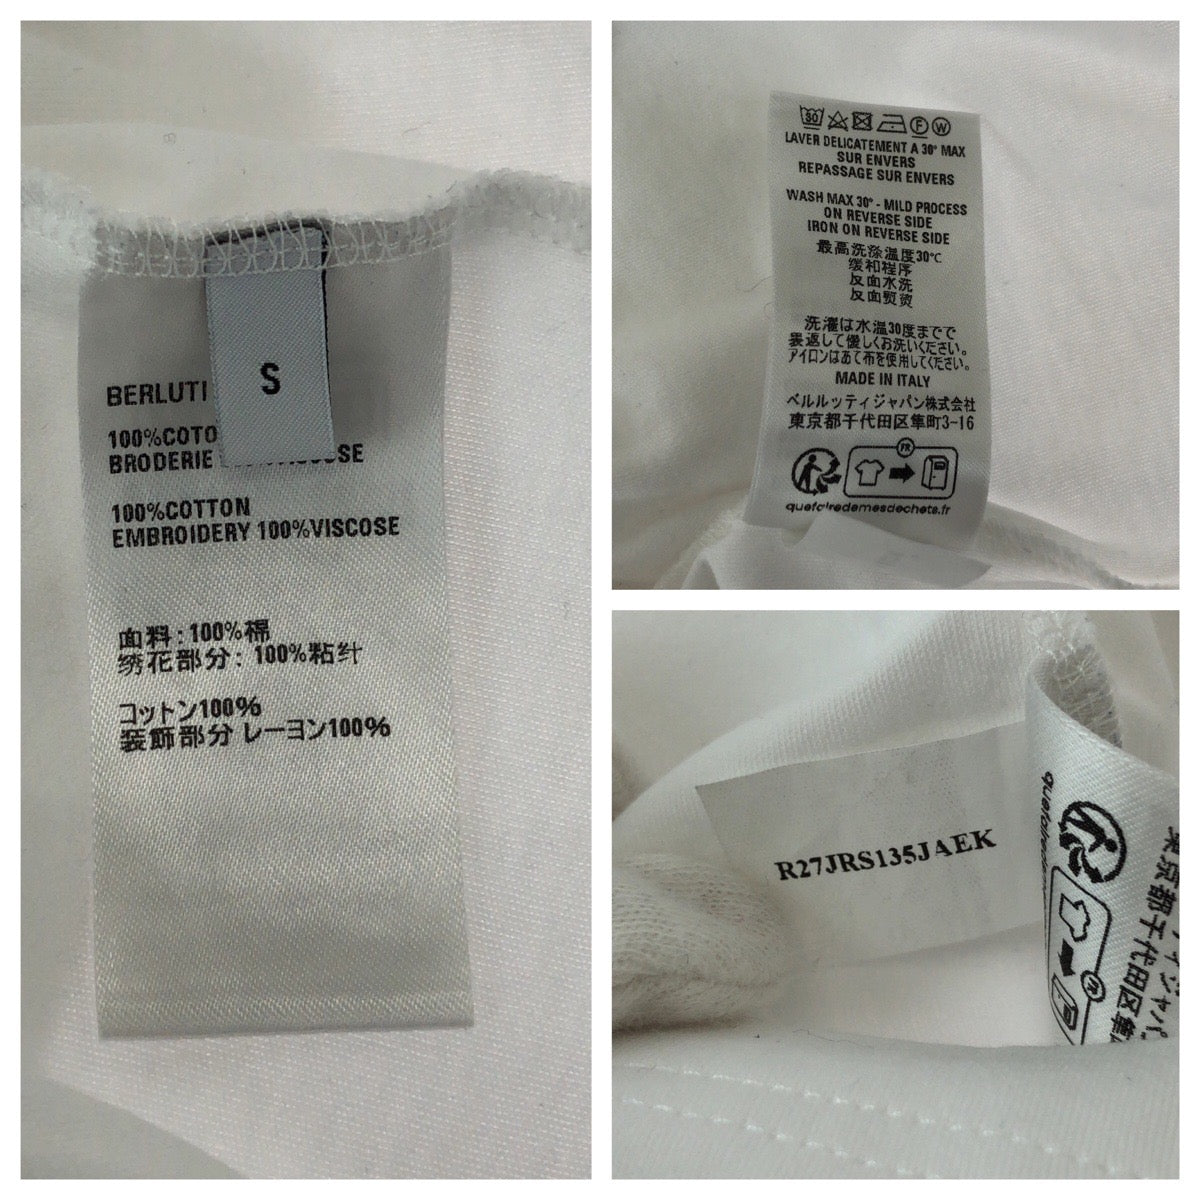 S
BERLUTI
100%COTO
BRODERIE
100%COTTON
EMBROIDERY 100%VISCOSE
面料:100%棉
绣花部分:100%粘纤
コットン100%
装飾部分 レーヨン100%
LAVER DELICATEMENT A 30° MAX
SUR ENVERS
REPASSAGE SUR ENVERS
WASH MAX 30° - MILD PROCESS
ON REVERSE SIDE
IRON ON REVERSE SIDE
最高洗涤温度30℃
缓和程序
反面水洗
反面熨烫
洗濯は水温30度までで
裏返して優しくお洗いください。
アイロンはあて布を使用してください。
MADE IN ITALY
ベルルッティジャパン株式会社
東京都千代田区隼町3-16
FR
quefairedemesdechets.fr
R27JRS135JAEK